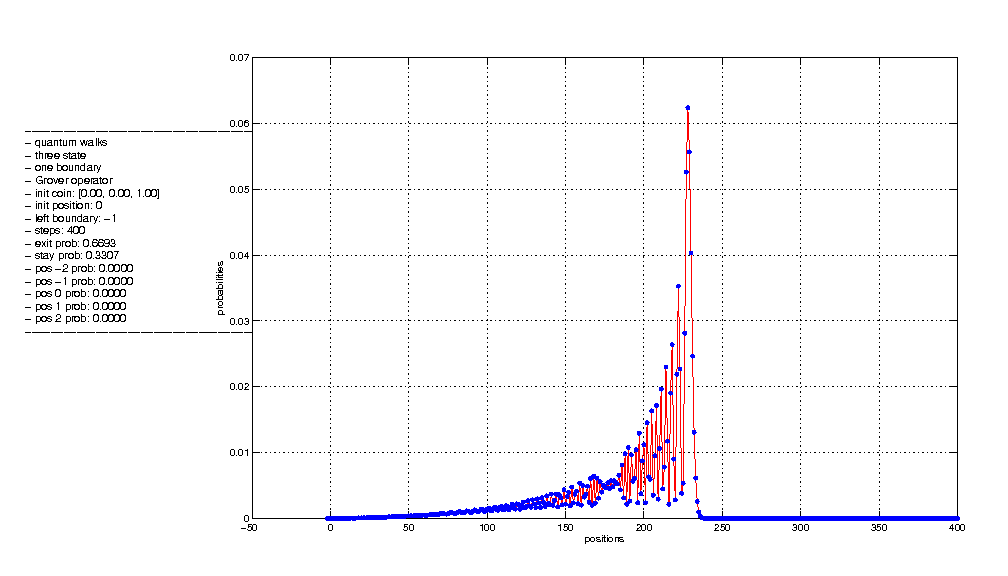 – quantum walks
– three state
– one boundary
– Grover operator
– init coin: [0.00, 0.00, 1.00]
– init position: 0
– left boundary: −1
– steps: 400
– exit prob: 0.6693
– stay prob: 0.3307
– pos −2 prob: 0.0000
– pos −1 prob: 0.0000
– pos 0 prob: 0.0000
– pos 1 prob: 0.0000
– pos 2 prob: 0.0000
probabilities
0.07
0.06
0.05
0.04
0.03
0.02
0.01
0
−50
0
50
100
150
200
250
300
350
400
positions